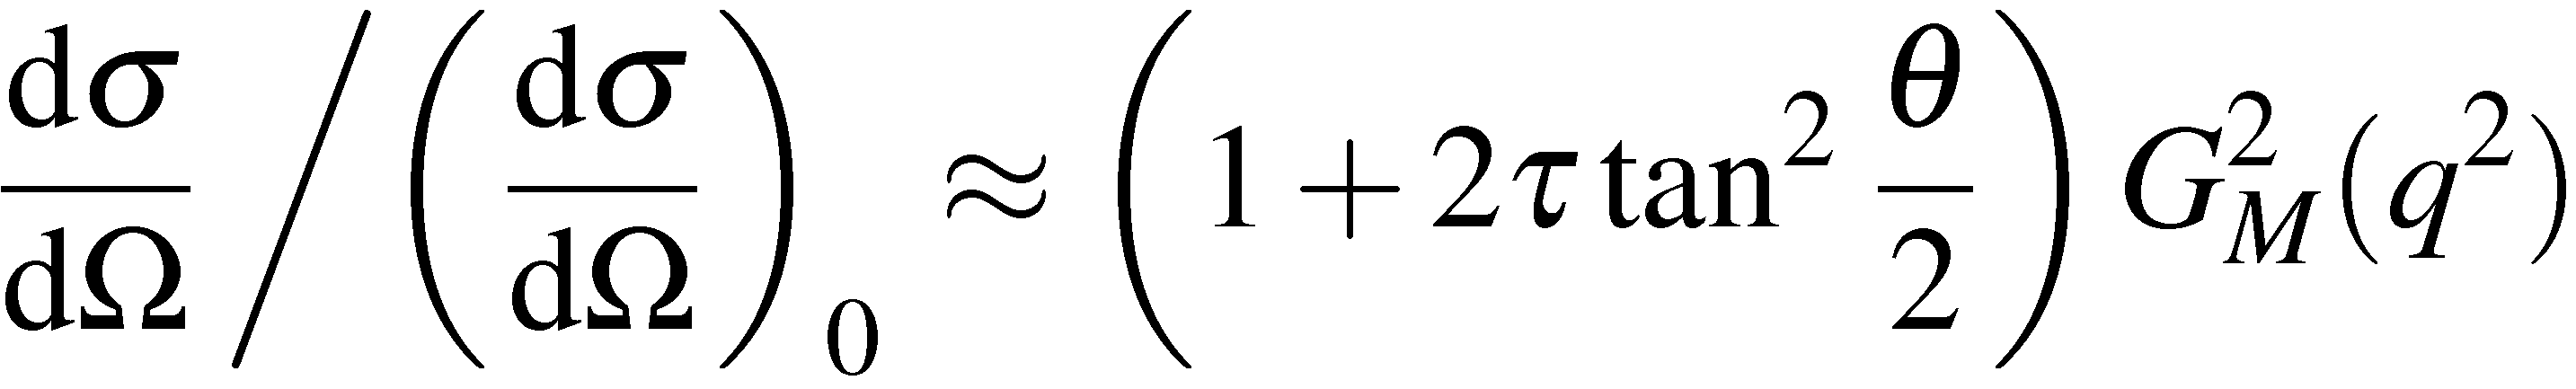 dσ/dΩ / (dσ/dΩ)₀ ≈ (1 + 2τ tan² θ/2) G²_M(q²)